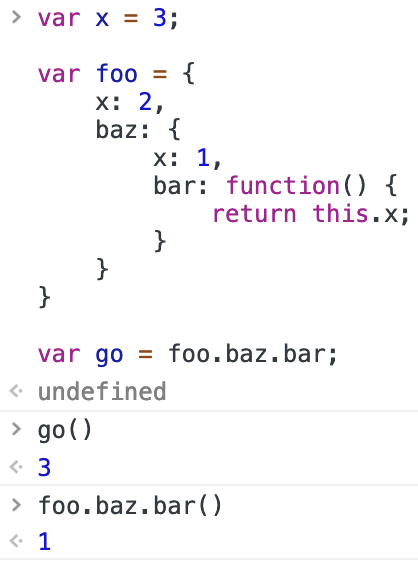 > var x = 3;

var foo = {
    x: 2,
    baz: {
        x: 1,
        bar: function() {
            return this.x;
        }
    }
}

var go = foo.baz.bar;
undefined
> go()
3
> foo.baz.bar()
1